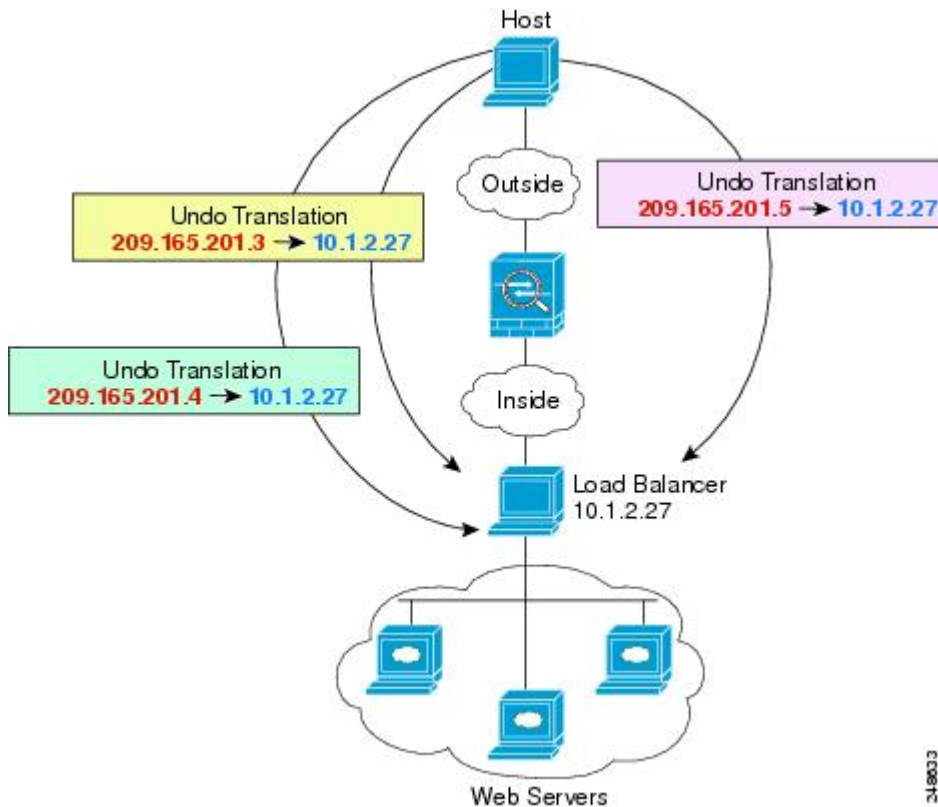 Host
Outside
Undo Translation
209.165.201.5 → 10.1.2.27
Undo Translation
209.165.201.3 → 10.1.2.27
Undo Translation
209.165.201.4 → 10.1.2.27
Inside
Load Balancer
10.1.2.27
Web Servers
248633